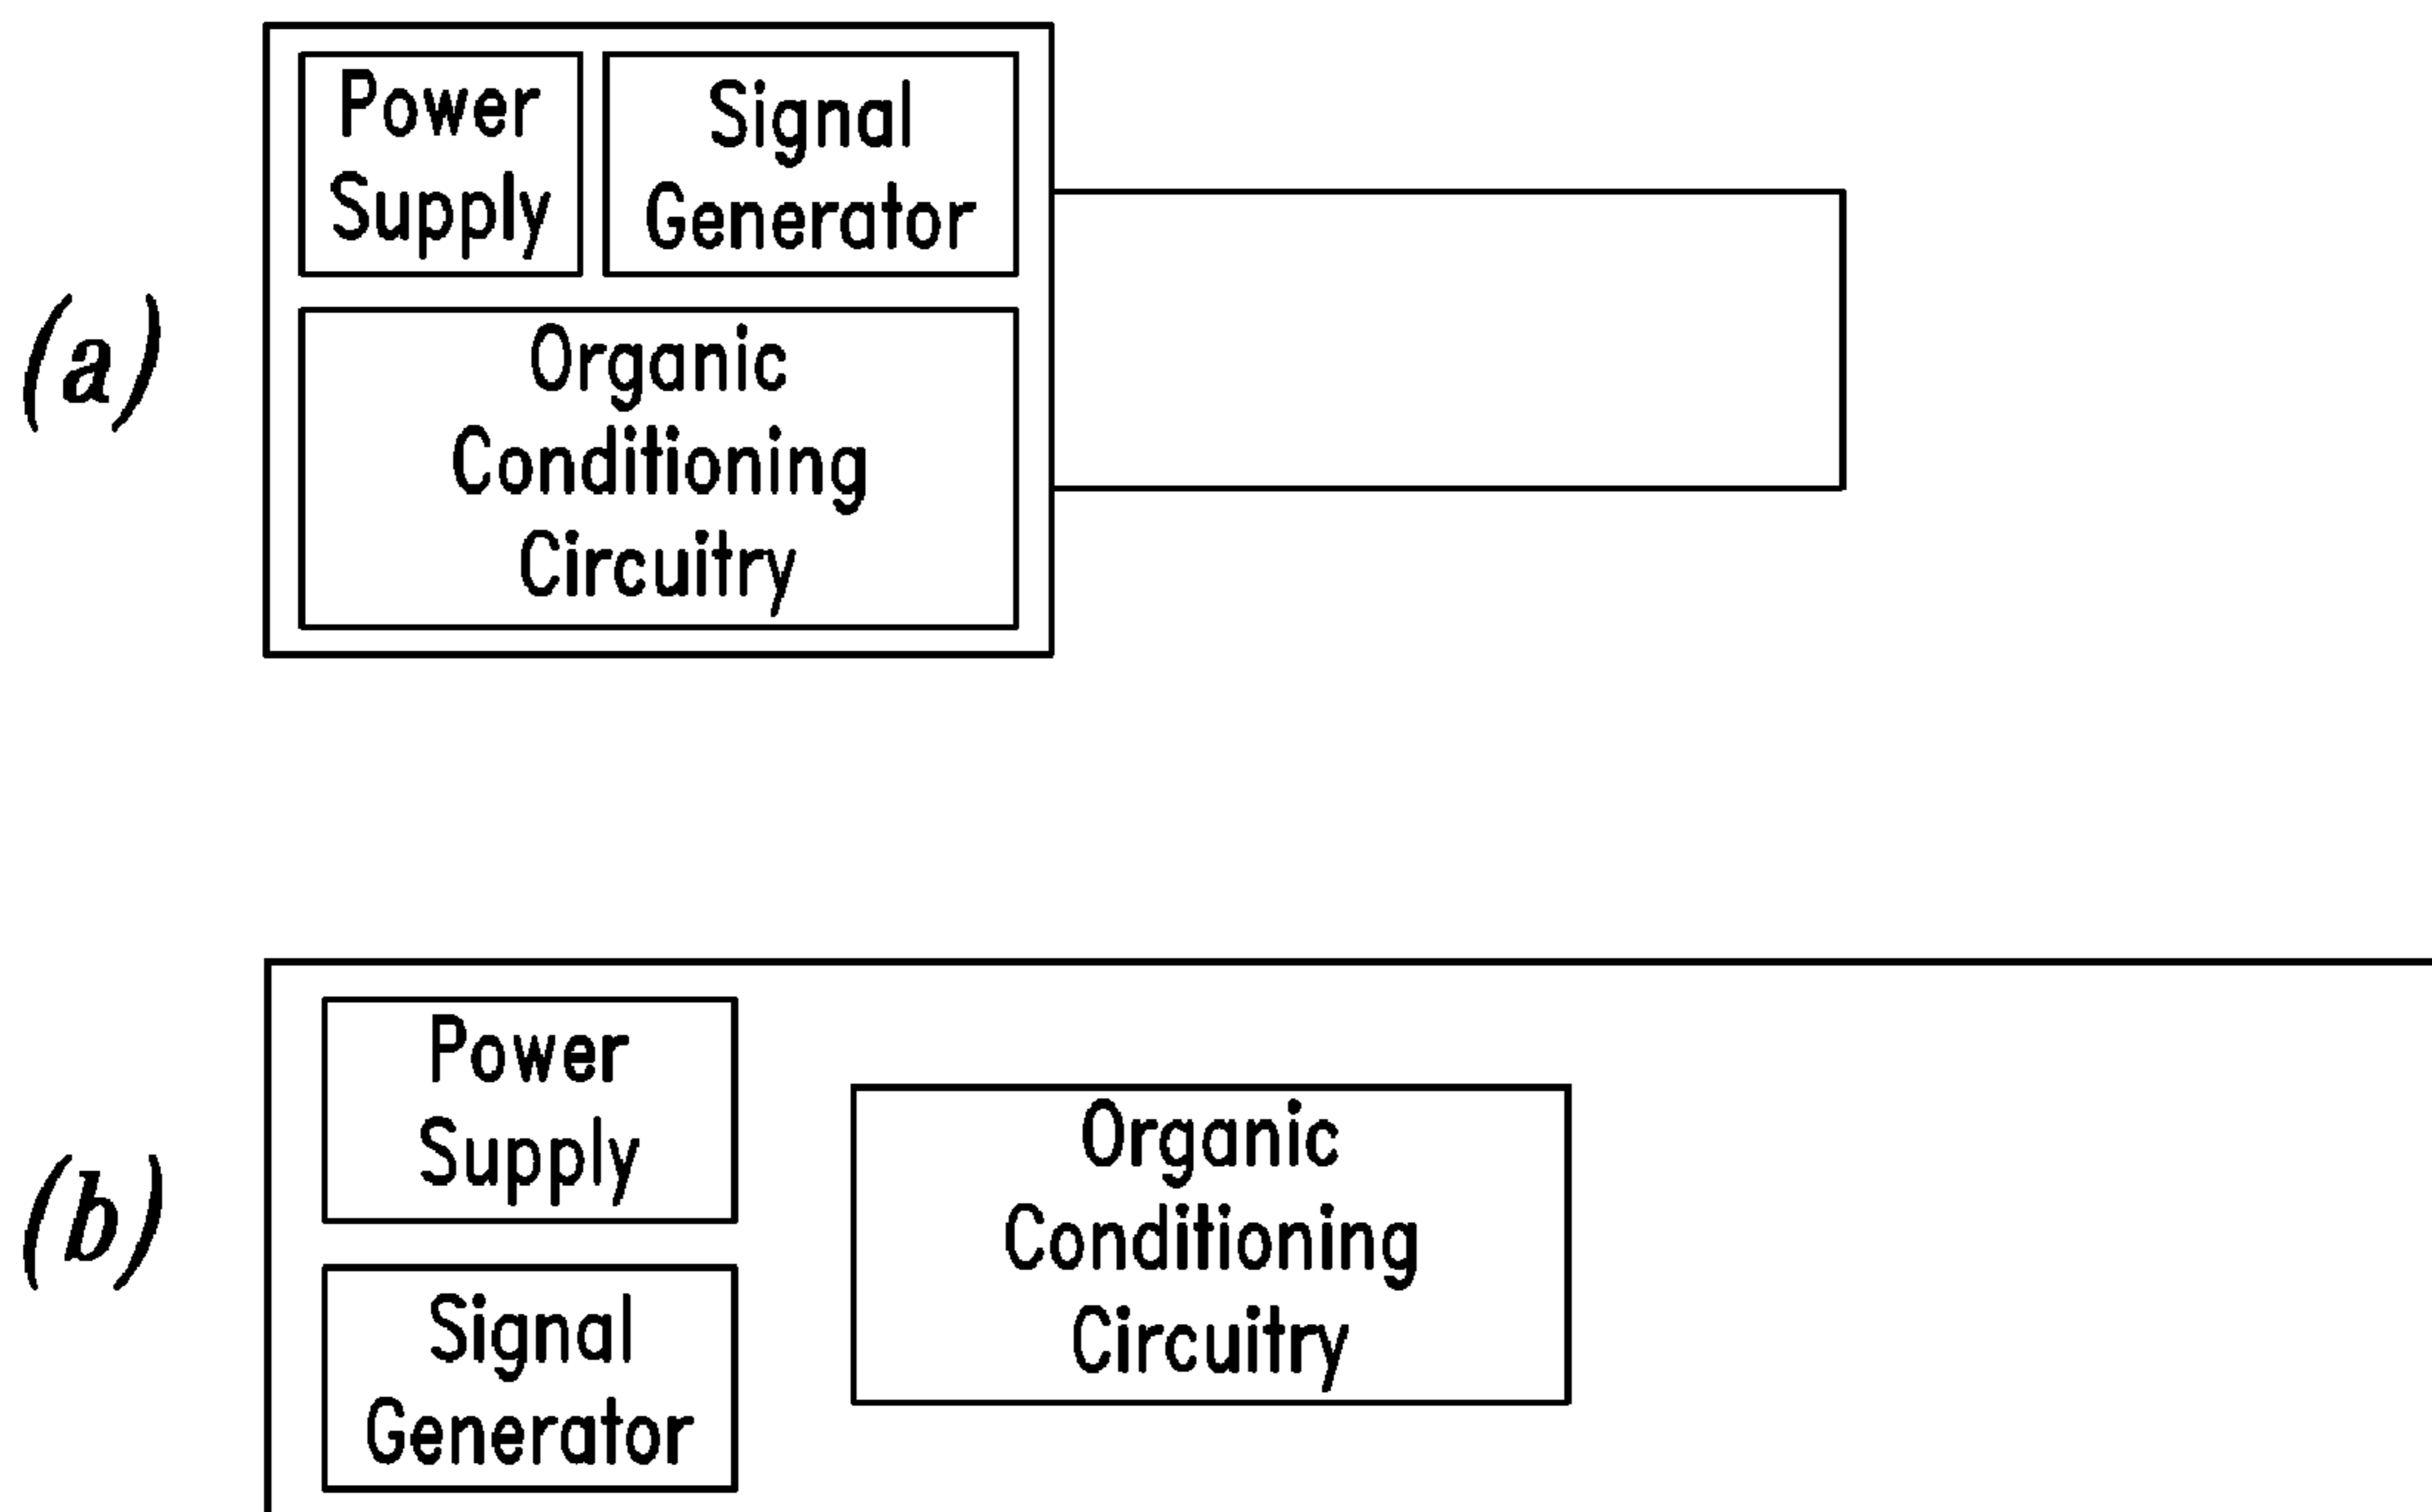 (a)
Power
Supply
Signal
Generator
Organic
Conditioning
Circuitry
(b)
Power
Supply
Signal
Generator
Organic
Conditioning
Circuitry